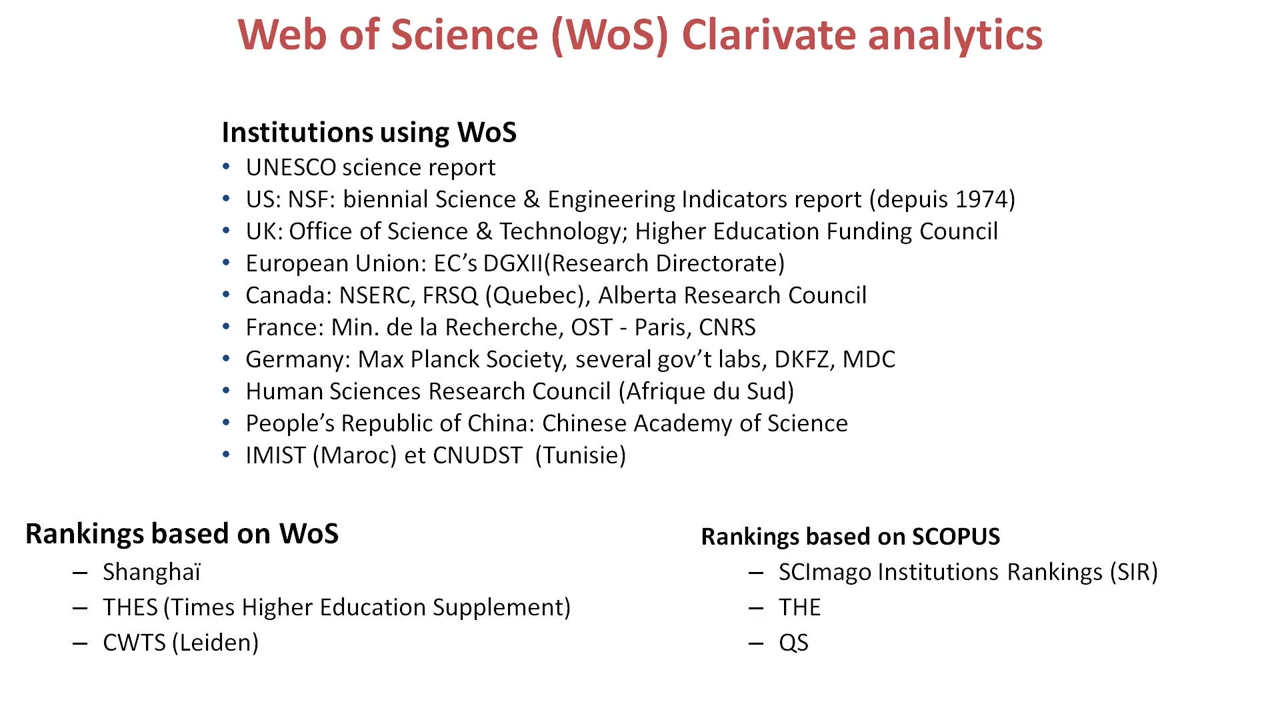 Web of Science (WoS) Clarivate analytics
Institutions using WoS
• UNESCO science report
• US: NSF: biennial Science & Engineering Indicators report (depuis 1974)
• UK: Office of Science & Technology; Higher Education Funding Council
• European Union: EC’s DGXII(Research Directorate)
• Canada: NSERC, FRSQ (Quebec), Alberta Research Council
• France: Min. de la Recherche, OST - Paris, CNRS
• Germany: Max Planck Society, several gov’t labs, DKFZ, MDC
• Human Sciences Research Council (Afrique du Sud)
• People’s Republic of China: Chinese Academy of Science
• IMIST (Maroc) et CNUDST (Tunisie)
Rankings based on WoS
– Shanghaï
– THES (Times Higher Education Supplement)
– CWTS (Leiden)
Rankings based on SCOPUS
– SCImago Institutions Rankings (SIR)
– THE
– QS